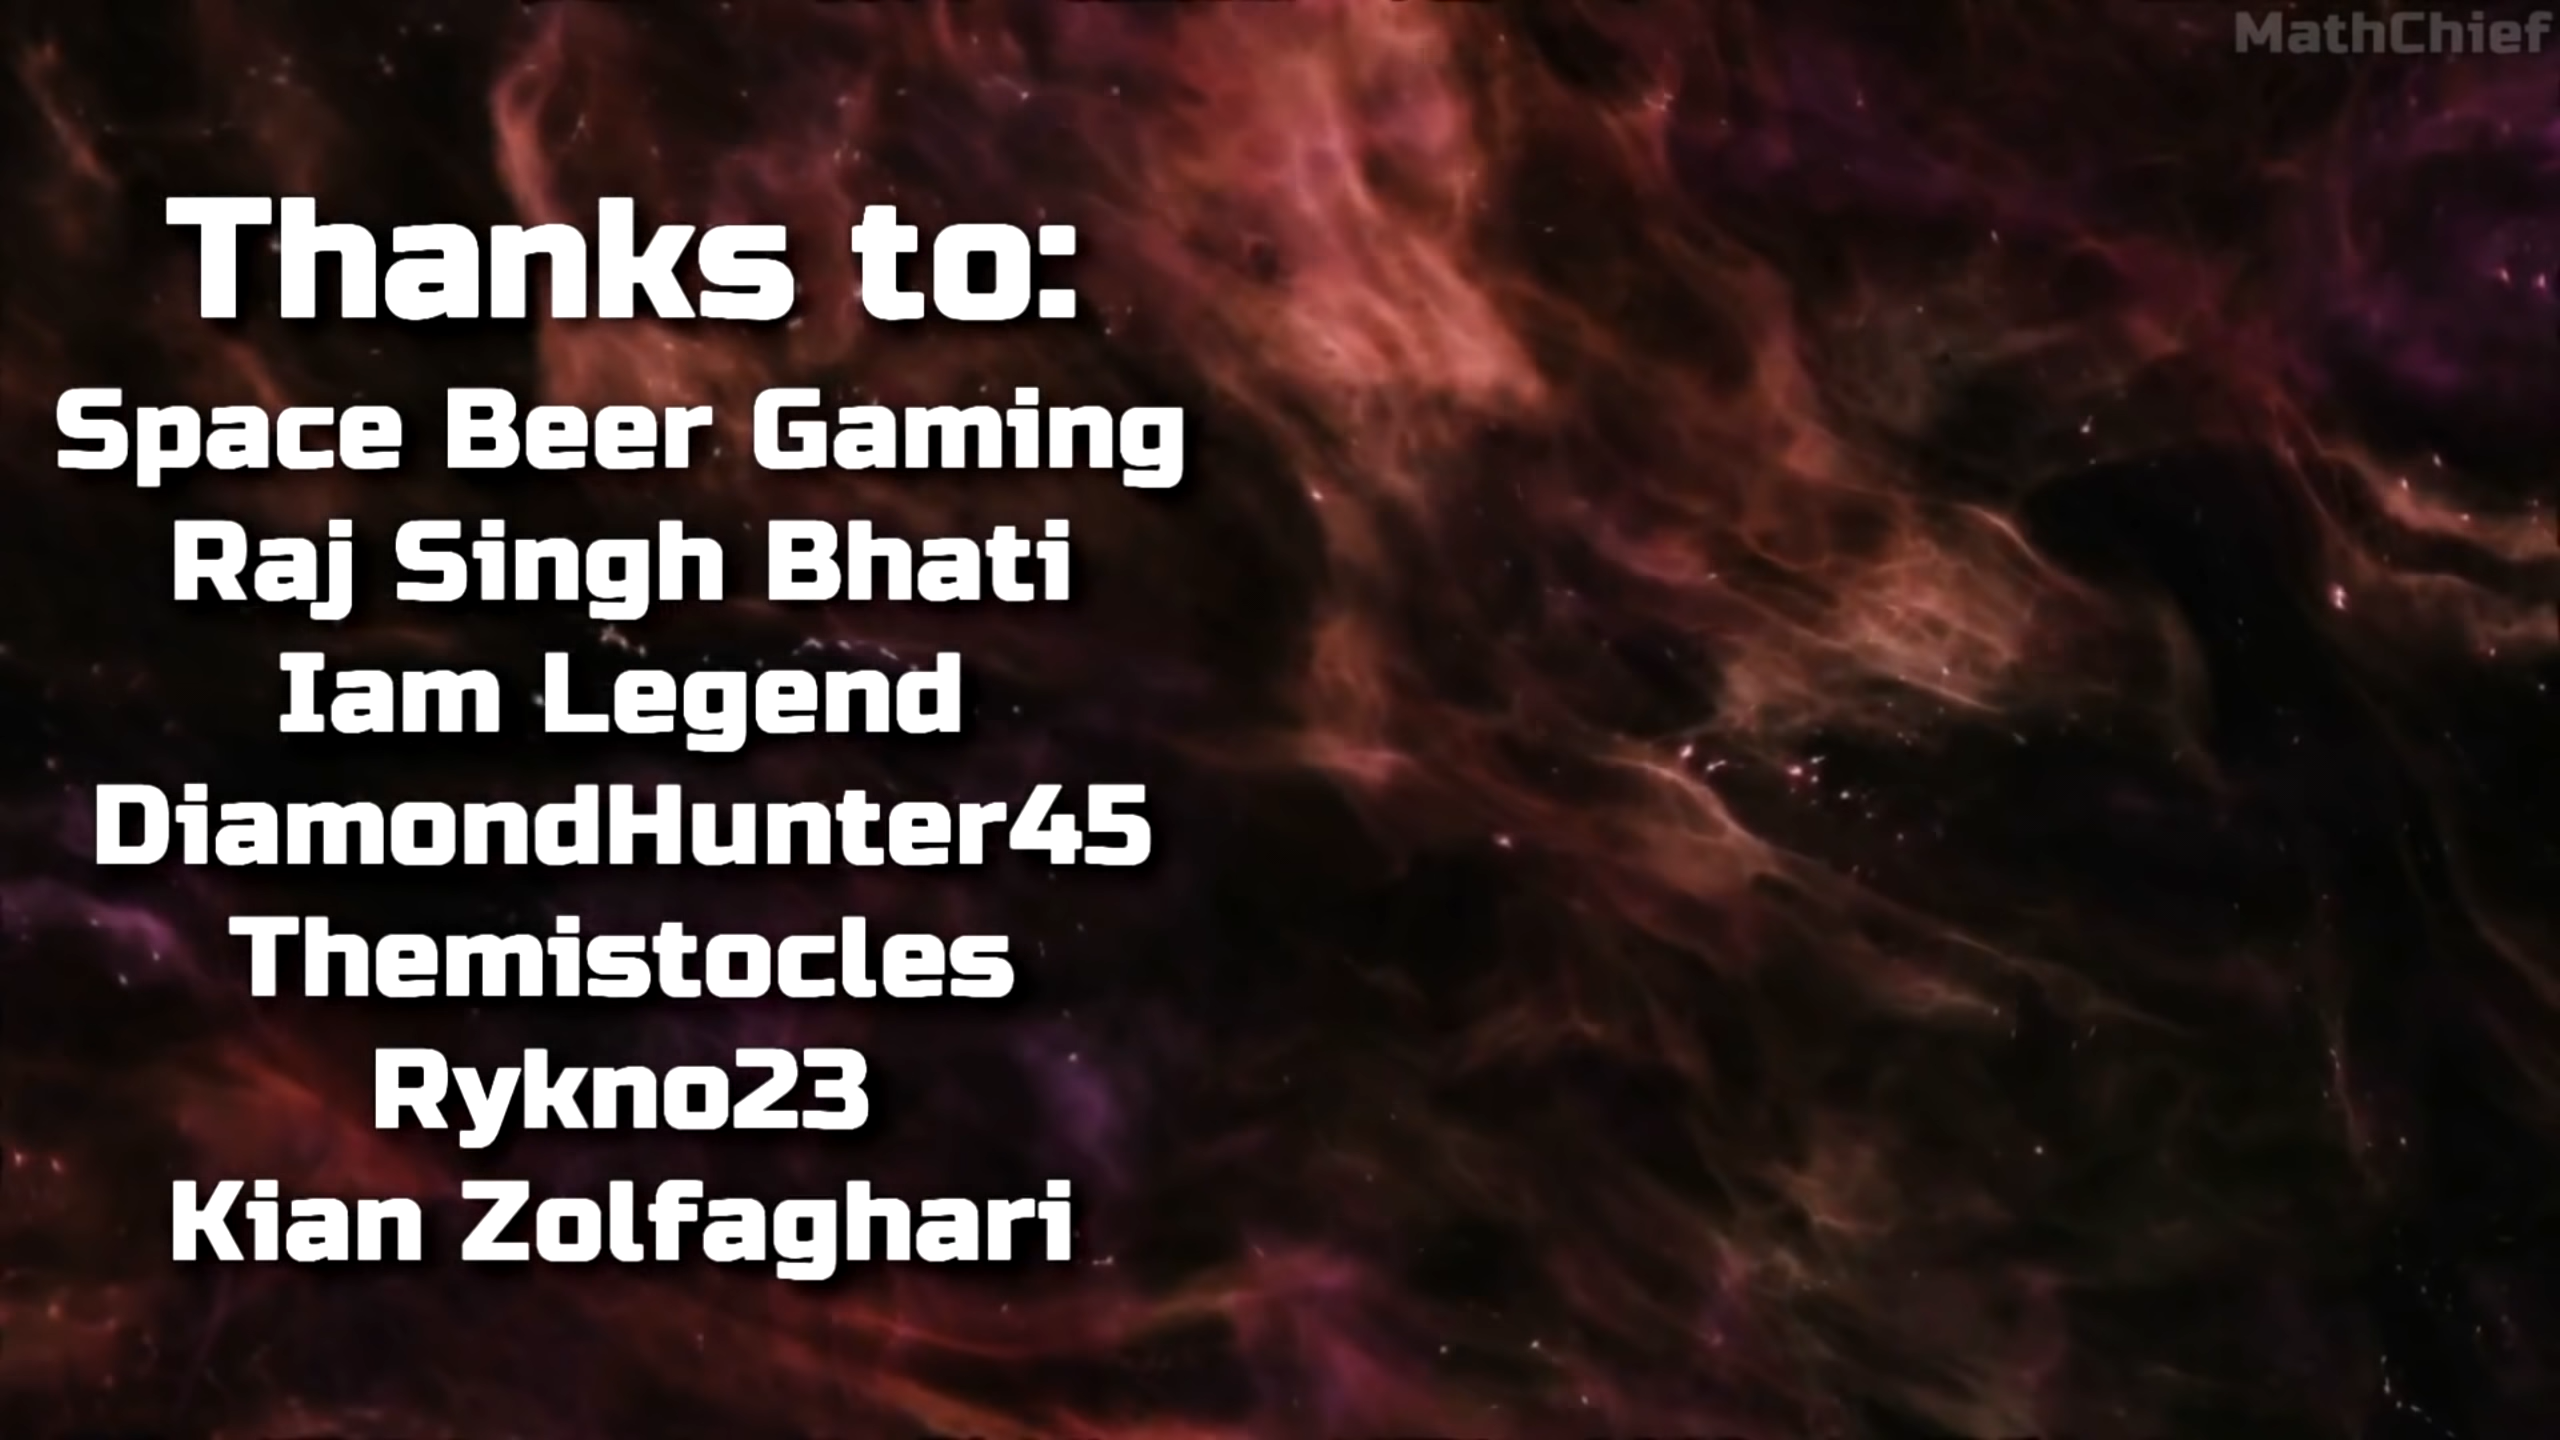 MathChief
Thanks to:
Space Beer Gaming
Raj Singh Bhati
Iam Legend
DiamondHunter45
Themistocles
Rykno23
Kian Zolfaghari